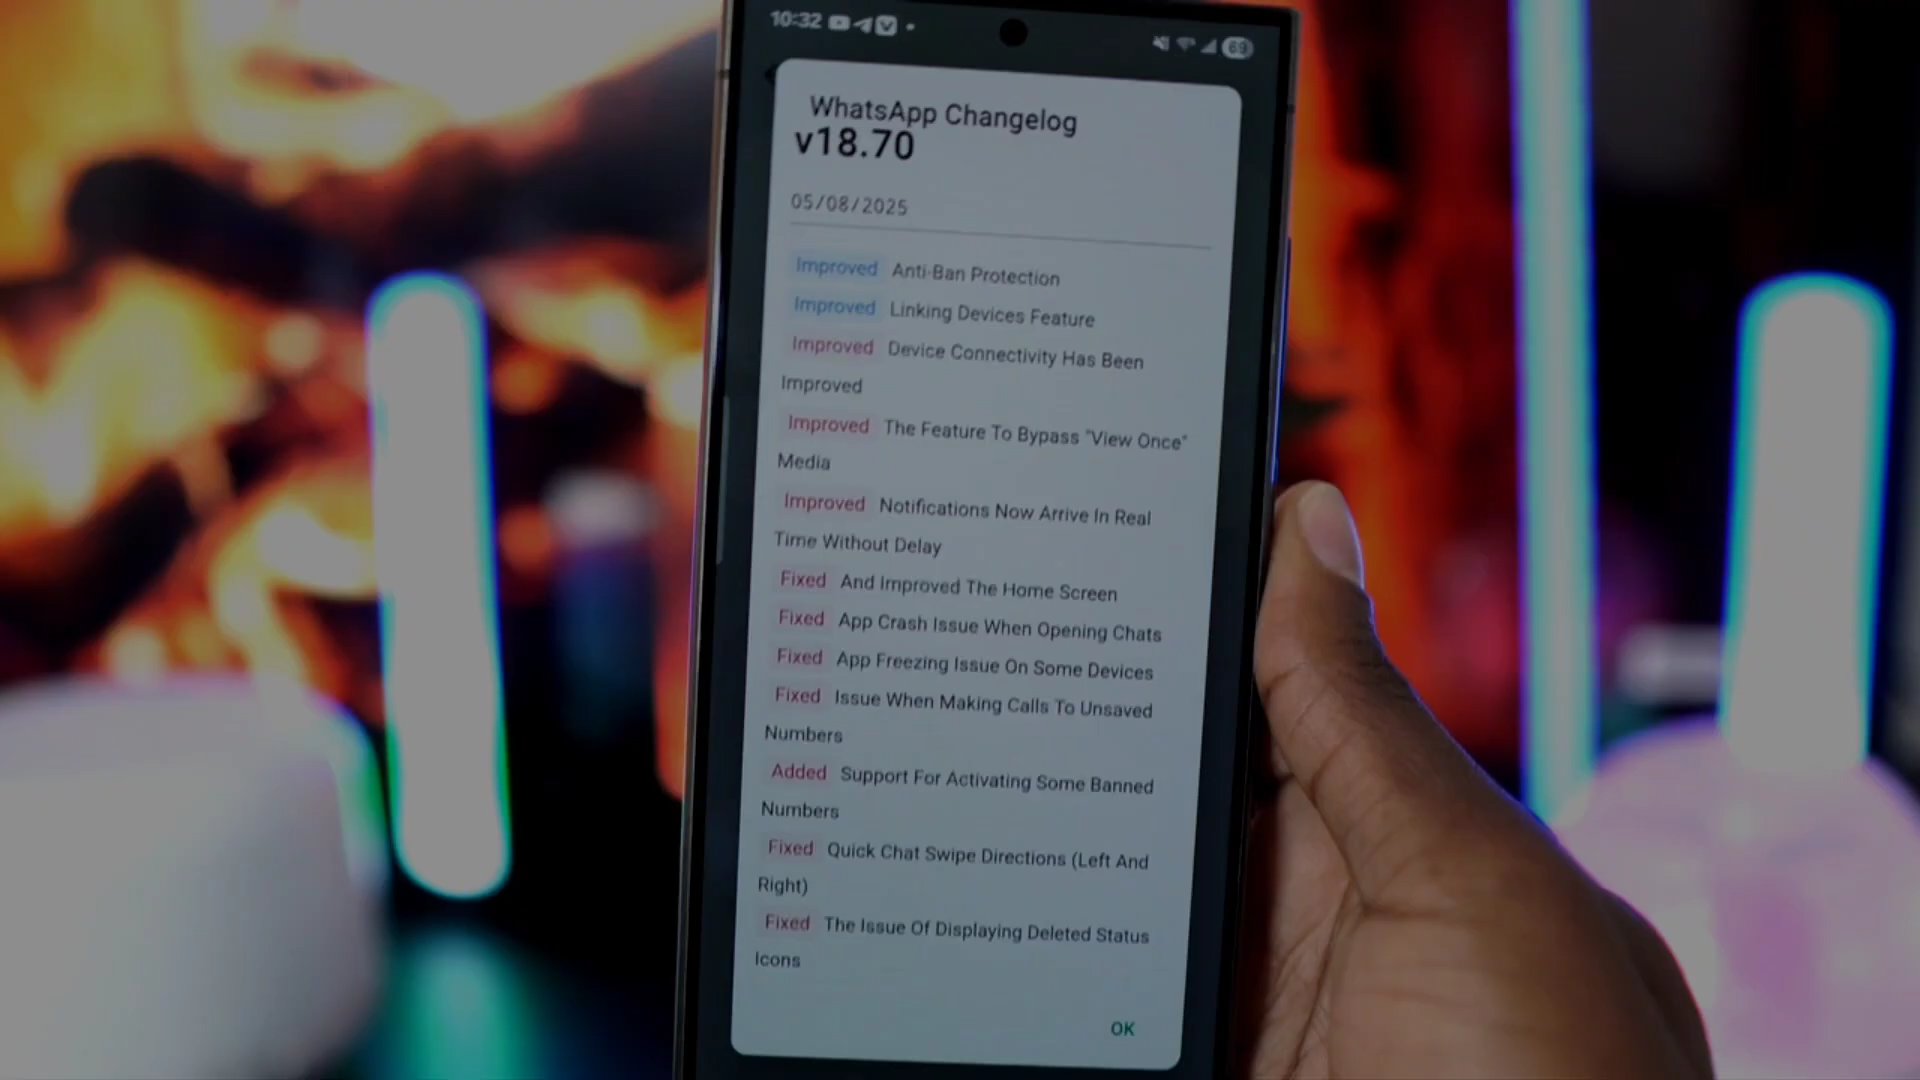 10:32
69
WhatsApp Changelog
v18.70
05/08/2025
Improved Anti-Ban Protection
Improved Linking Devices Feature
Improved Device Connectivity Has Been
Improved
Improved The Feature To Bypass "View Once"
Media
Improved Notifications Now Arrive In Real
Time Without Delay
Fixed And Improved The Home Screen
Fixed App Crash Issue When Opening Chats
Fixed App Freezing Issue On Some Devices
Fixed Issue When Making Calls To Unsaved
Numbers
Added Support For Activating Some Banned
Numbers
Fixed Quick Chat Swipe Directions (Left And
Right)
Fixed The Issue Of Displaying Deleted Status
Icons
OK